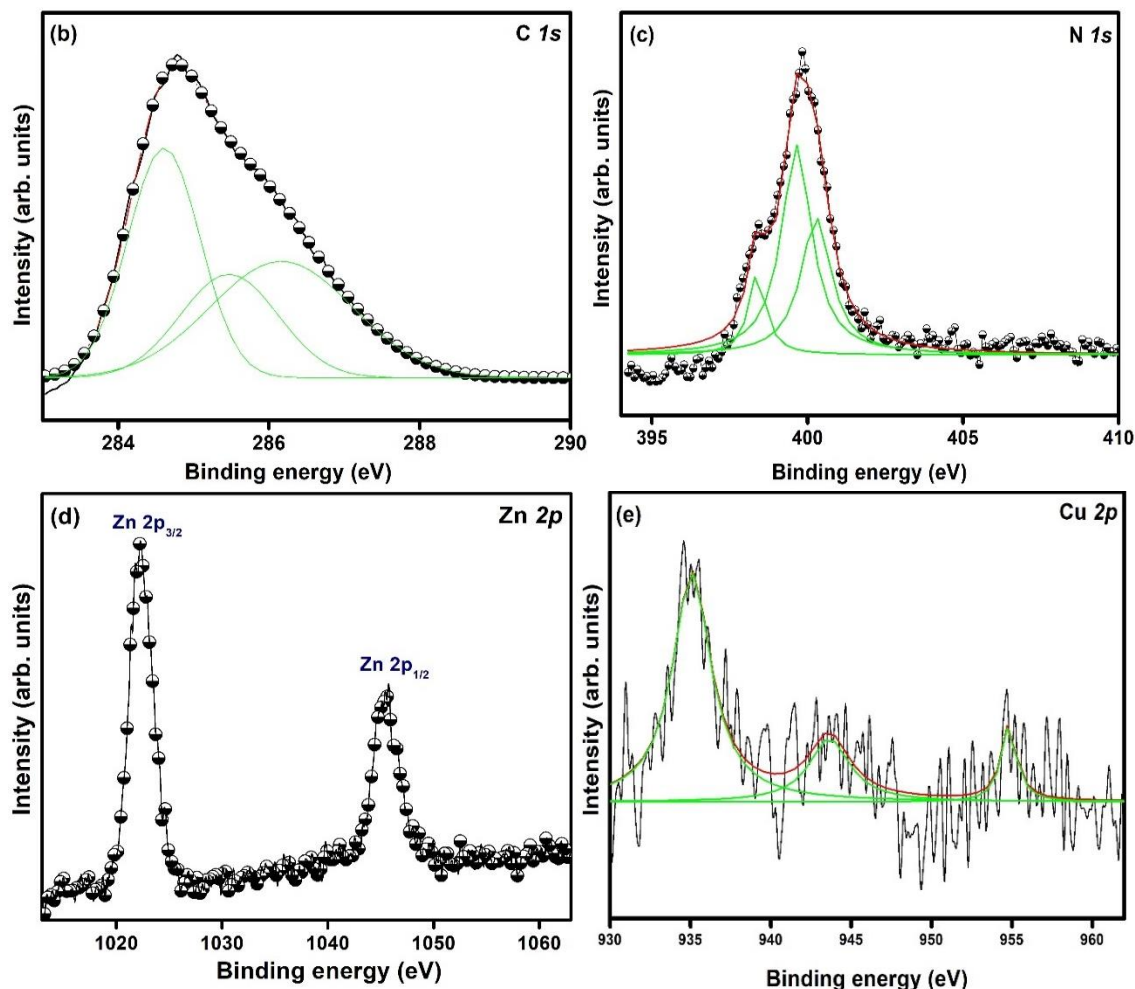 (b)
C 1s
Intensity (arb. units)
284
286
288
290
Binding energy (eV)
(c)
N 1s
Intensity (arb. units)
395
400
405
410
Binding energy (eV)
(d)
Zn 2p
Zn 2p3/2
Zn 2p1/2
Intensity (arb. units)
1020
1030
1040
1050
1060
Binding energy (eV)
(e)
Cu 2p
Intensity (arb. units)
930
935
940
945
950
955
960
Binding energy (eV)